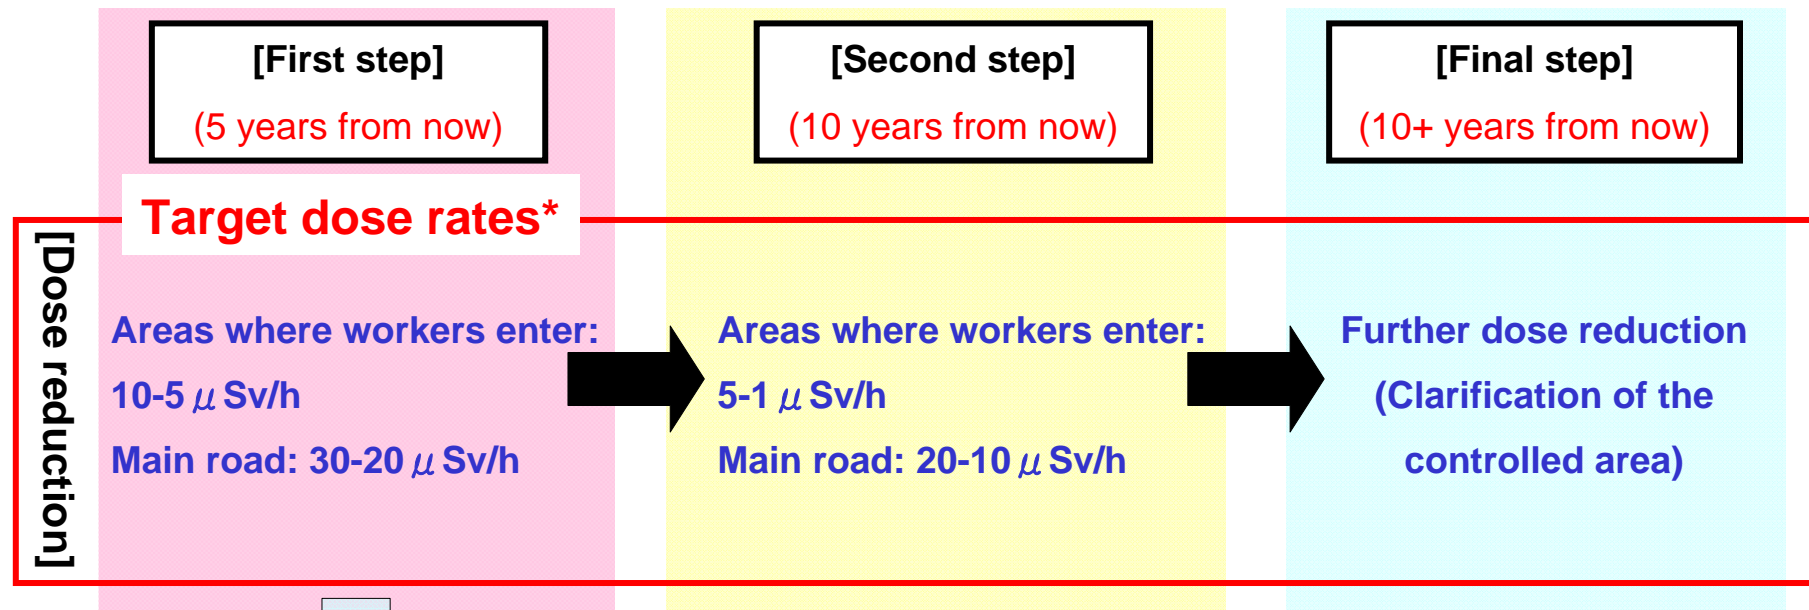 [First step]
(5 years from now)
[Second step]
(10 years from now)
[Final step]
(10+ years from now)
Target dose rates*
[Dose reduction]
Areas where workers enter:
10-5 μ Sv/h
Main road: 30-20 μ Sv/h
Areas where workers enter:
5-1 μ Sv/h
Main road: 20-10 μ Sv/h
Further dose reduction
(Clarification of the
controlled area)